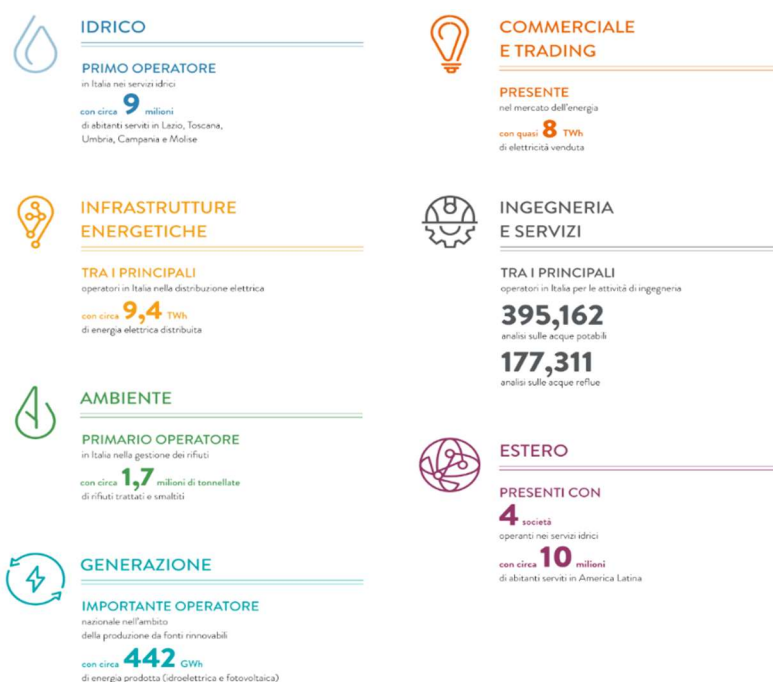 IDRICO
PRIMO OPERATORE
in Italia nei servizi idrici
con circa 9 milioni
di abitanti serviti in Lazio, Toscana,
Umbria, Campania e Molise
INFRASTRUTTURE
ENERGETICHE
TRA I PRINCIPALI
operatori in Italia nella distribuzione elettrica
con circa 9,4 TWh
di energia elettrica distribuita
AMBIENTE
PRIMARIO OPERATORE
in Italia nella gestione dei rifiuti
con circa 1,7 milioni di tonnellate
di rifiuti trattati e smaltiti
GENERAZIONE
IMPORTANTE OPERATORE
nazionale nell'ambito
della produzione da fonti rinnovabili
con circa 442 GWh
di energia prodotta (idroelettrica e fotovoltaica)
COMMERCIALE
E TRADING
PRESENTE
nel mercato dell'energia
con quasi 8 TWh
di elettricità venduta
INGEGNERIA
E SERVIZI
TRA I PRINCIPALI
operatori in Italia per le attività di ingegneria
395,162
analisi sulle acque potabili
177,311
analisi sulle acque reflue
ESTERO
PRESENTI CON
4 società
operanti nei servizi idrici
con circa 10 milioni
di abitanti serviti in America Latina